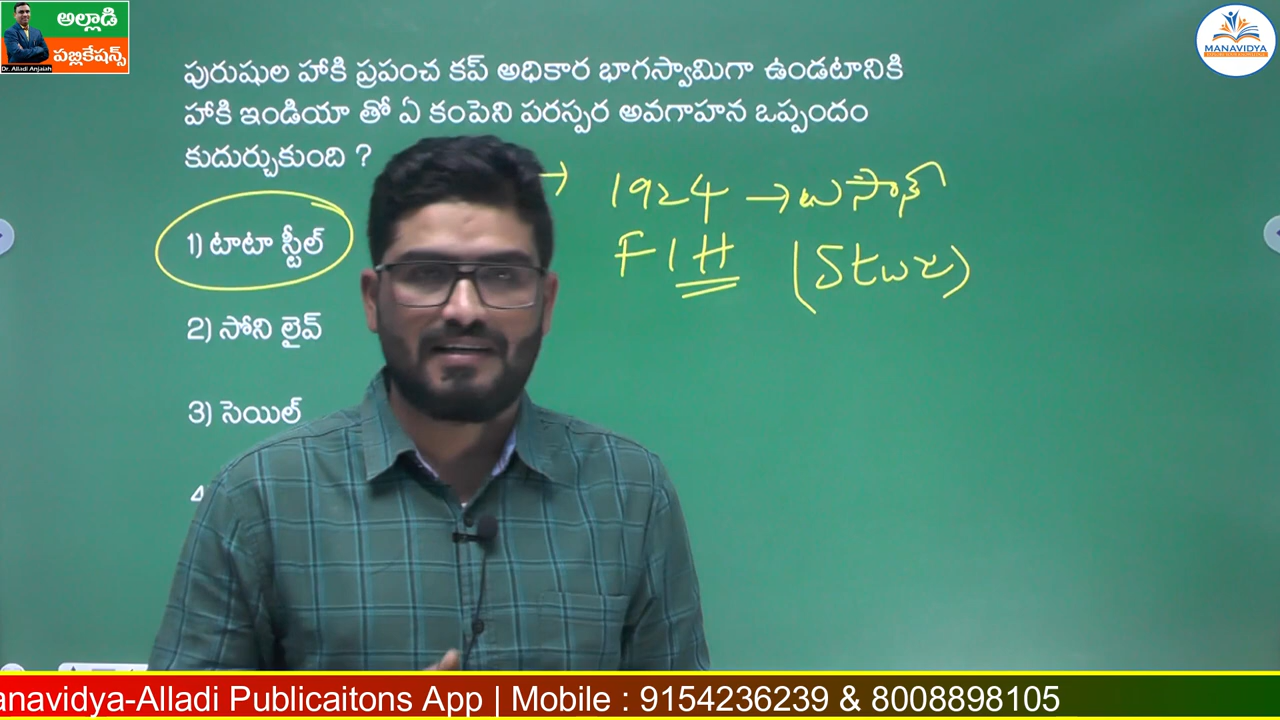 అల్లాడి
పబ్లికేషన్స్
Dr. Alladi Anjaiah
MANAVIDYA
పురుషుల హాకి ప్రపంచ కప్ అధికార భాగస్వామిగా ఉండటానికి
హాకి ఇండియా తో ఏ కంపెని పరస్పర అవగాహన ఒప్పందం
కుదుర్చుకుంది ?
→ 1924 →
FIH
1) టాటా స్టీల్
2) సోని లైవ్
3) సెయిల్
4
anavidya-Alladi Publicaitons App | Mobile : 9154236239 & 8008898105